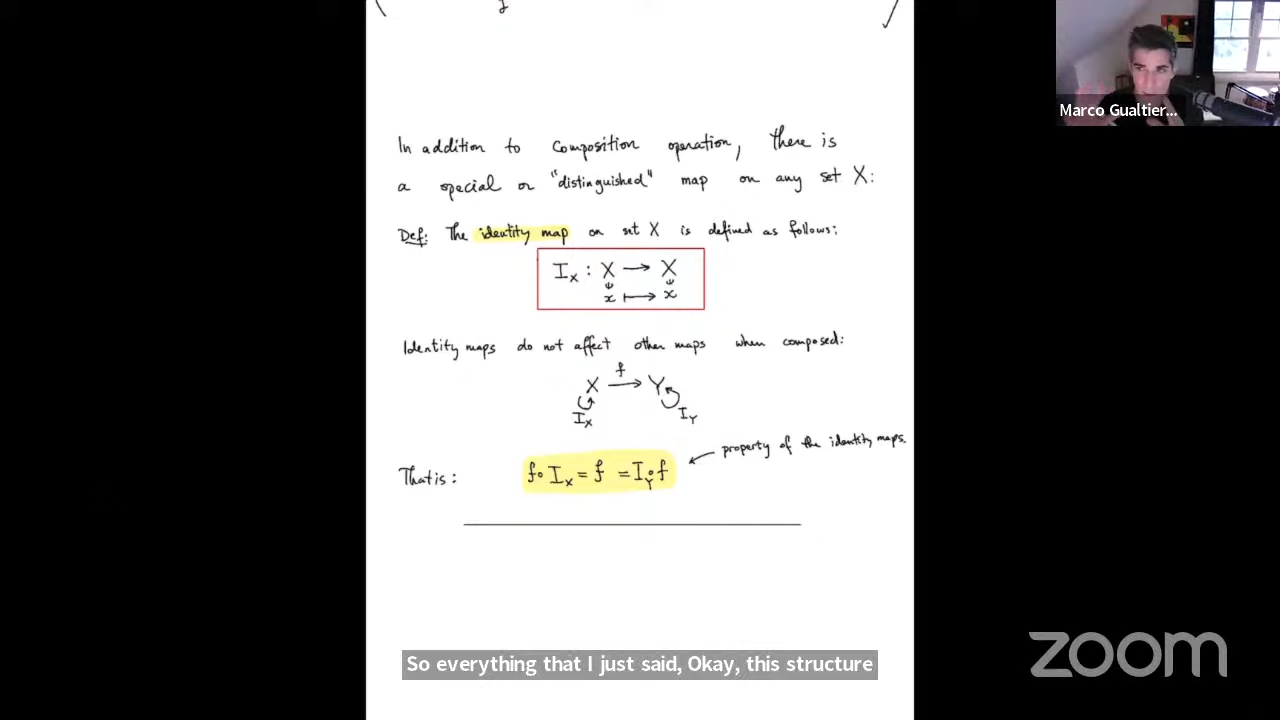 Marco Gualtier...
In addition to composition operation, there is
a special or "distinguished" map on any set X:
Def: The identity map on set X is defined as follows:
I_X : X → X
ψ ψ
x ↦ x
Identity maps do not affect other maps when composed:
f
X → Y
I_X I_Y
property of the identity maps.
That is: f∘I_X = f = I_Y∘f
So everything that I just said, Okay, this structure
zoom